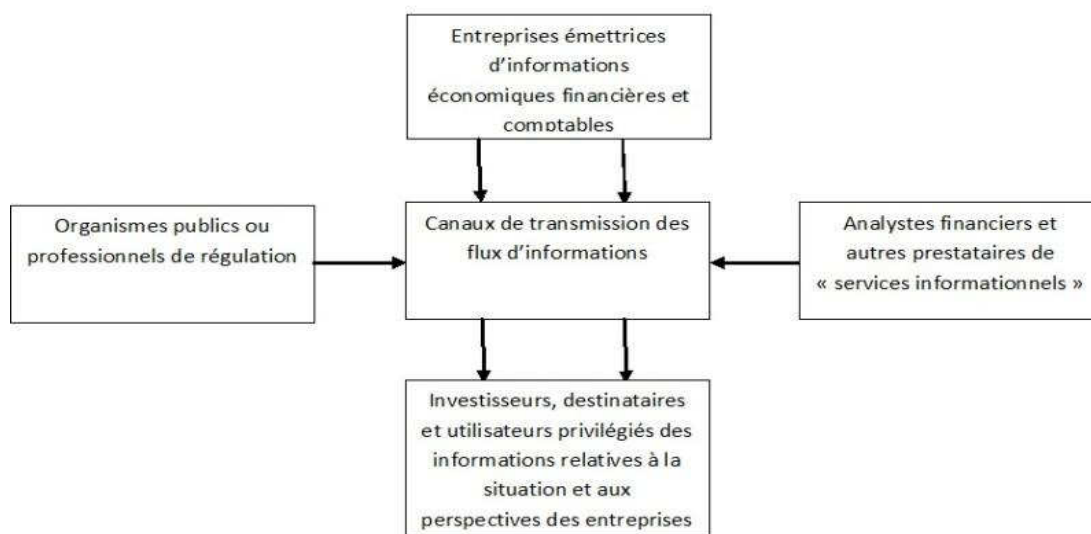 Entreprises émettrices
d’informations
économiques financières et
comptables
Organismes publics ou
professionnels de régulation
Canaux de transmission des
flux d’informations
Analystes financiers et
autres prestataires de
« services informationnels »
Investisseurs, destinataires
et utilisateurs privilégiés des
informations relatives à la
situation et aux
perspectives des entreprises